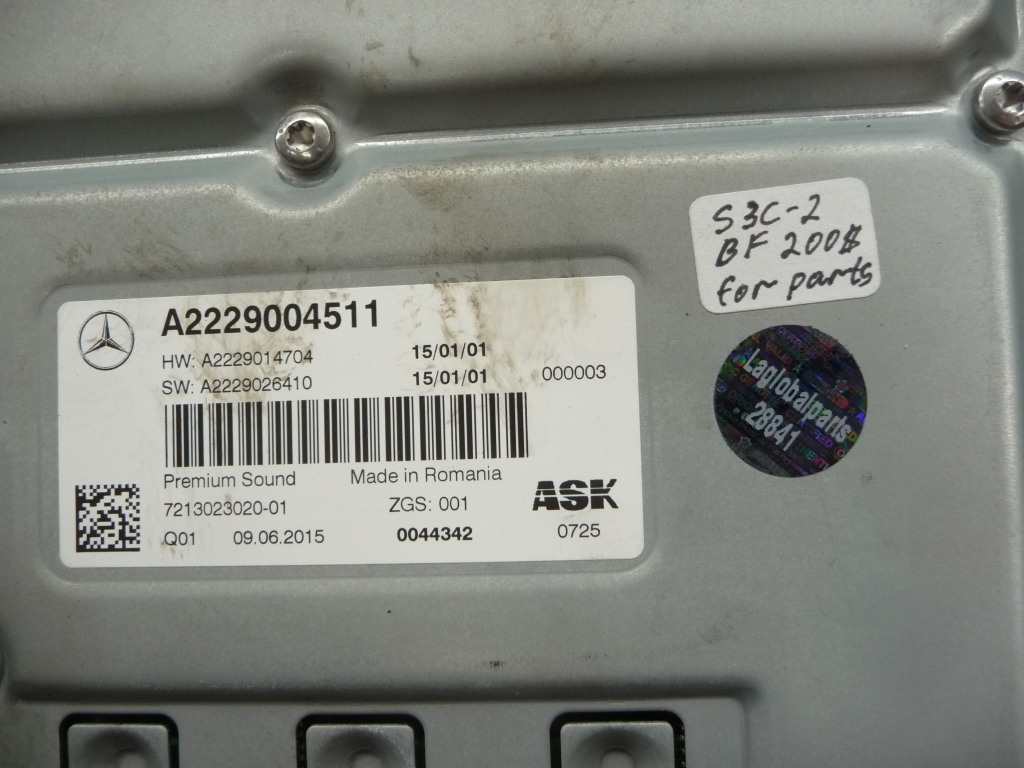 A2229004511
HW: A2229014704 15/01/01
SW: A2229026410 15/01/01 000003
Premium Sound Made in Romania
7213023020-01 ZGS: 001 ASK
Q01 09.06.2015 0044342 0725
S3C-2
BF 200$
for parts
Laglobalparts
28841